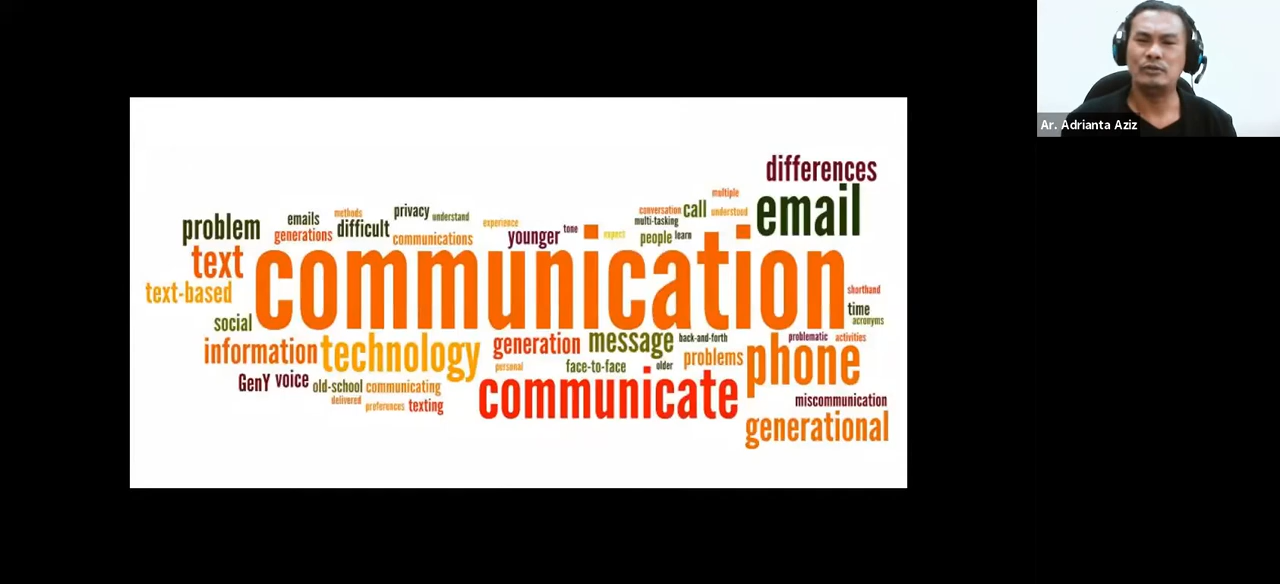 Ar. Adrianta Aziz
differences
multiple
email
problem
emails
methods
privacy
understand
conversation
call
understood
generations
difficult
communications
experience
younger
tone
expect
multi-tasking
people
learn
text
communication
text-based
shorthand
time
acronyms
social
information
technology
generation
message
back-and-forth
problematic
activities
phone
personal
face-to-face
older
problems
GenY
voice
old-school
communicating
communicate
delivered
preferences
texting
miscommunication
generational